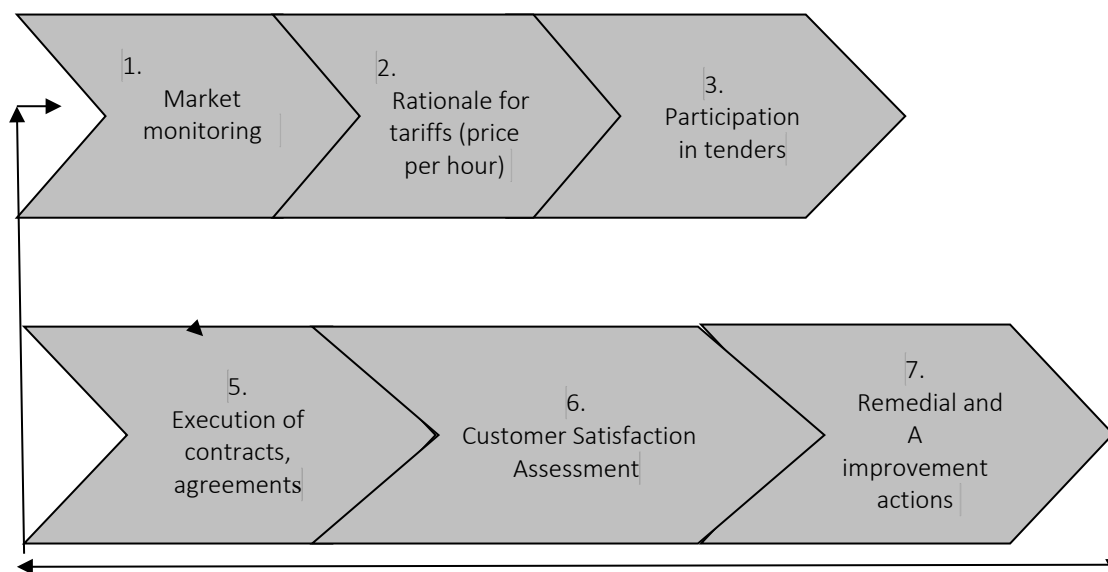 1.
Market
monitoring
2.
Rationale for
tariffs (price
per hour)
3.
Participation
in tenders
5.
Execution of
contracts,
agreements
6.
Customer Satisfaction
Assessment
7.
Remedial and
A
improvement
actions